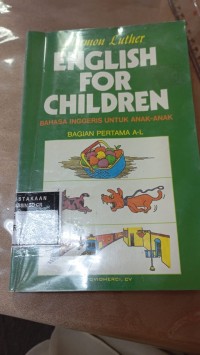 Luther
ENGLISH
FOR
CHILDREN
BAHASA INGGERIS UNTUK ANAK-ANAK
BAGIAN PERTAMA A-L